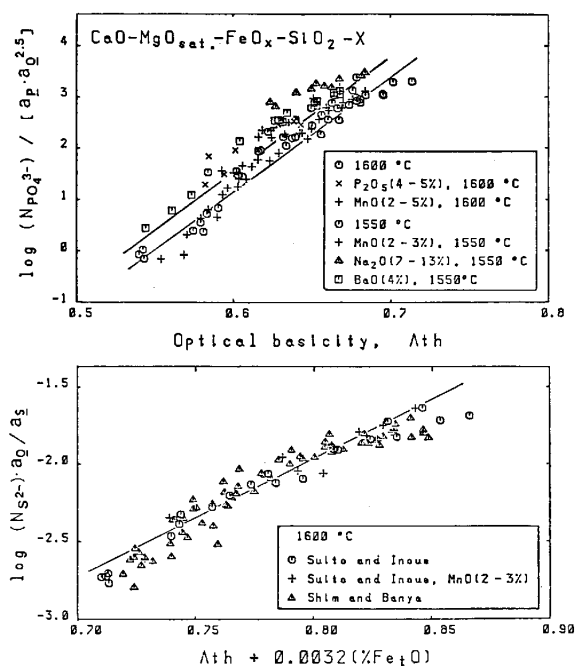 CaO-MgOsat.-FeOx-SiO2-X
log (NPO4 3-) / [aP·aO 2.5]
4
3
2
1
0
-1
1600 °C
P2O5(4-5%), 1600 °C
MnO(2-5%), 1600 °C
1550 °C
MnO(2-3%), 1550 °C
Na2O(7-13%), 1550 °C
BaO(4%), 1550°C
0.5 0.6 0.7 0.8
Optical basicity, Λth
log (NS2-)·aO / aS
-1.5
-2.0
-2.5
-3.0
1600 °C
Suito and Inoue
Suito and Inoue, MnO(2-3%)
Shim and Banya
0.70 0.75 0.80 0.85 0.90
Λth + 0.0032(%FetO)